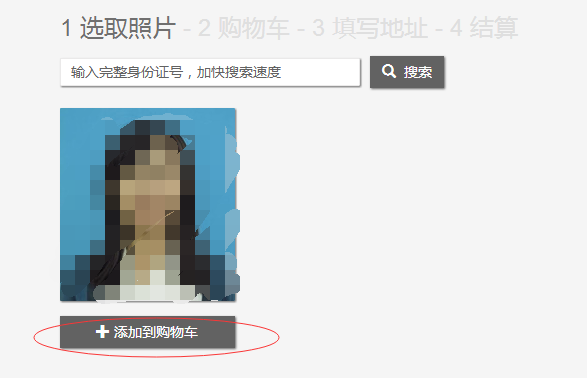 1 选取照片 - 2 购物车 - 3 填写地址 - 4 结算
输入完整身份证号，加快搜索速度
搜索
添加到购物车